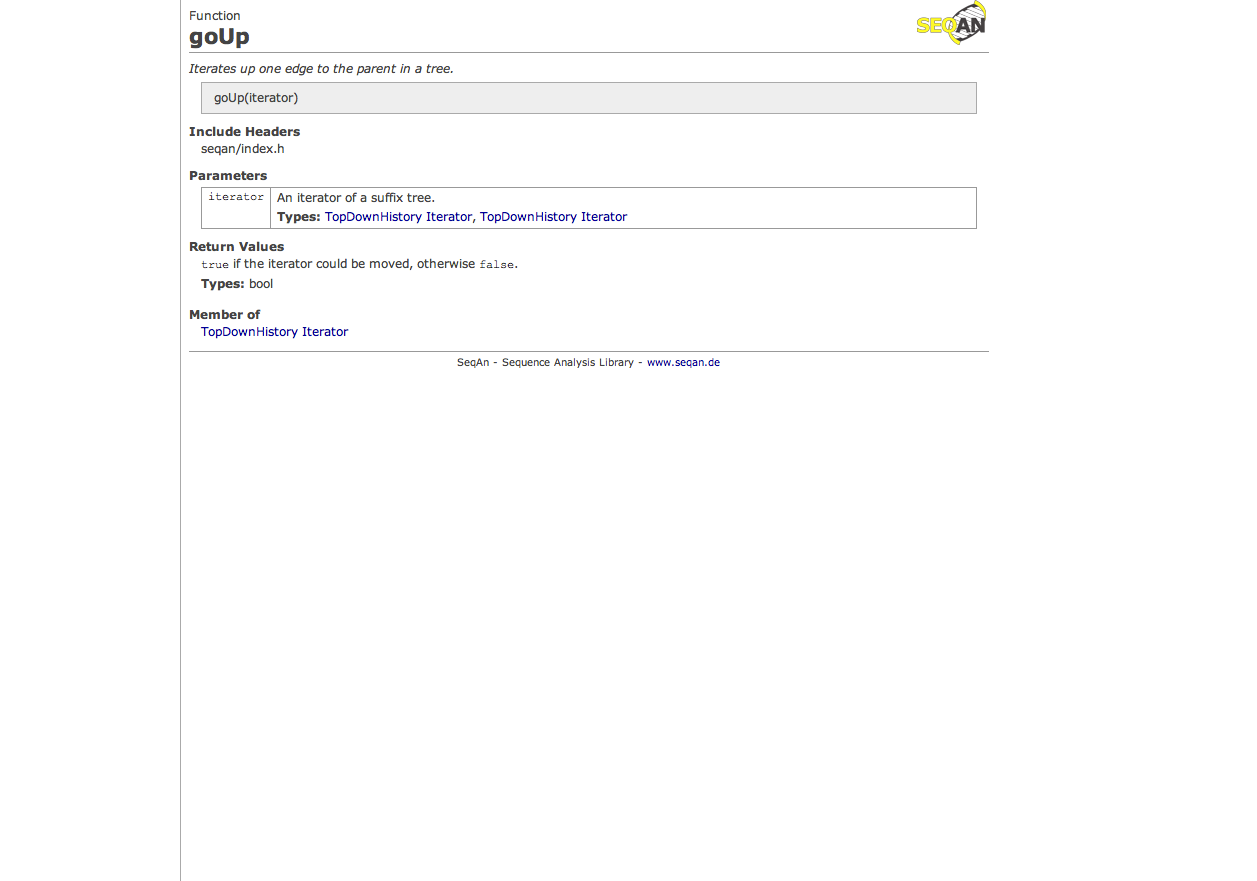 Function
goUp
SEQAN
Iterates up one edge to the parent in a tree.
goUp(iterator)
Include Headers
seqan/index.h
Parameters
iterator An iterator of a suffix tree.
Types: TopDownHistory Iterator, TopDownHistory Iterator
Return Values
true if the iterator could be moved, otherwise false.
Types: bool
Member of
TopDownHistory Iterator
SeqAn - Sequence Analysis Library - www.seqan.de